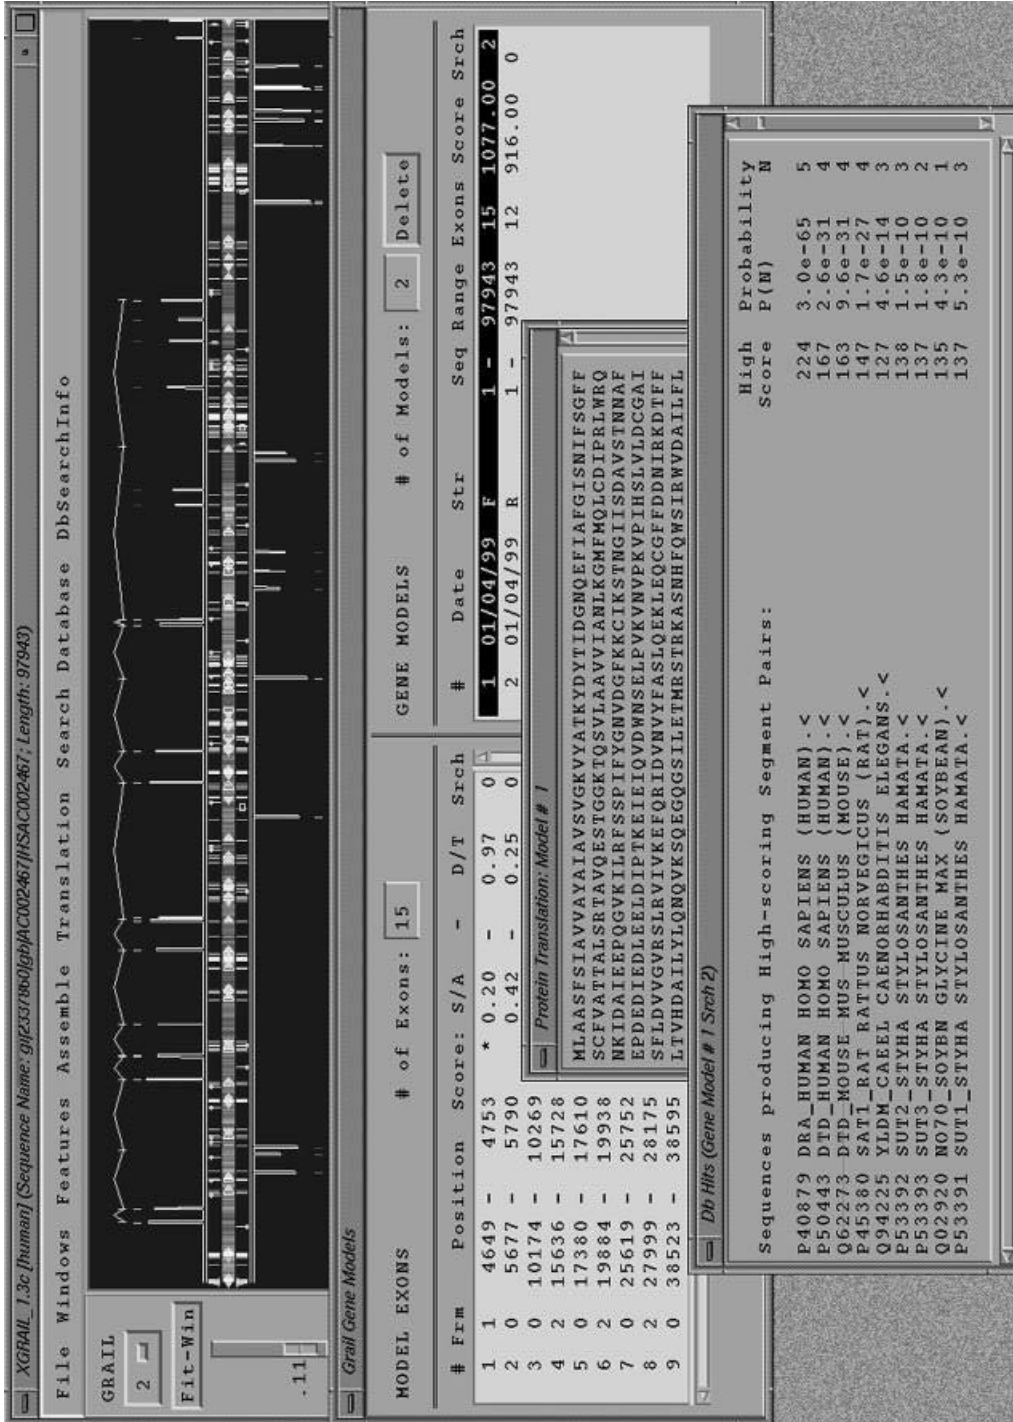 XGRAIL_1.3c [human] (Sequence Name: gi|2337860|gb|AC002467|HSAC002467 ; Length: 97943)
File Windows Features Assemble Translation Search Database DbSearchInfo
GRAIL
2
Fit-Win
.11
Grail Gene Models
MODEL EXONS # of Exons: 15
# Frm Position Score: S/A - D/T Srch
1 1 4649 - 4753 * 0.20 - 0.97 0
2 0 5677 - 5790 0.42 - 0.25 0
3 0 10174 - 10269
4 2 15636 - 15728
5 0 17380 - 17610
6 2 19884 - 19938
7 0 25619 - 25752
8 2 27999 - 28175
9 0 38523 - 38595
GENE MODELS # of Models: 2 Delete
# Date Str Seq Range Exons Score Srch
1 01/04/99 F 1 - 97943 15 1077.00 2
2 01/04/99 R 1 - 97943 12 916.00 0
Protein Translation: Model # 1
MLAASFSIAVVAYAIAVSVGKVYATKYDYTIDGNQEFIAFGISNIFSGFF
SCFVATTALSRTAVQESTGGKTQSVLAAVVIANLKGMFMQLCDIPRLWRQ
NKIDAIEEPQGVKILRFSSPIFYGNVDGFKKCIKSTNGIISDAVSTNNAF
EPDEDIEDLEELDIPTKEIEIQVDWNSELPVKVNVPKVPIHSLVLDCGAI
SFLDVVGVRSLRVIVKEFQRIDVNVYFASLQEKLEQCGFFDDNIRKDTFF
LTVHDAILYLQNQVKSQEGQGSILETMRSTRKASNHFQWSIRWVDAILFL
Db Hits (Gene Model # 1 Srch 2)
High Probability
Sequences producing High-scoring Segment Pairs: Score P(N) N
P40879 DRA_HUMAN HOMO SAPIENS (HUMAN).< 224 3.0e-65 5
P50443 DTD_HUMAN HOMO SAPIENS (HUMAN).< 167 2.6e-31 4
Q62273 DTD_MOUSE MUS MUSCULUS (MOUSE).< 163 9.6e-31 4
P45380 SAT1_RAT RATTUS NORVEGICUS (RAT).< 147 1.7e-27 4
Q94225 YLDM_CAEEL CAENORHABDITIS ELEGANS.< 127 4.6e-14 3
P53392 SUT2_STYHA STYLOSANTHES HAMATA.< 138 1.5e-10 3
P53393 SUT3_STYHA STYLOSANTHES HAMATA.< 137 1.8e-10 2
Q02920 NO70_SOYBN GLYCINE MAX (SOYBEAN).< 135 4.3e-10 1
P53391 SUT1_STYHA STYLOSANTHES HAMATA.< 137 5.3e-10 3